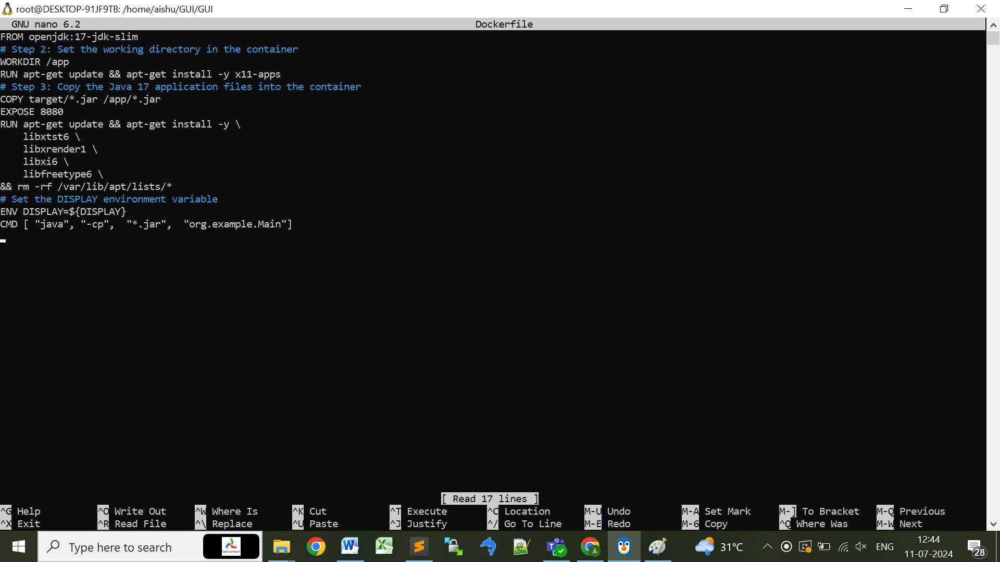 root@DESKTOP-91JF9TB: /home/aishu/GUI/GUI
GNU nano 6.2 Dockerfile
FROM openjdk:17-jdk-slim
# Step 2: Set the working directory in the container
WORKDIR /app
RUN apt-get update && apt-get install -y x11-apps
# Step 3: Copy the Java 17 application files into the container
COPY target/*.jar /app/*.jar
EXPOSE 8080
RUN apt-get update && apt-get install -y \
    libxtst6 \
    libxrender1 \
    libxi6 \
    libfreetype6 \
&& rm -rf /var/lib/apt/lists/*
# Set the DISPLAY environment variable
ENV DISPLAY=${DISPLAY}
CMD [ "java", "-cp",  "*.jar",  "org.example.Main"]
[ Read 17 lines ]
^G Help ^O Write Out ^W Where Is ^K Cut ^T Execute ^C Location M-U Undo M-A Set Mark M-] To Bracket M-Q Previous
^X Exit ^R Read File ^\ Replace ^U Paste ^J Justify ^/ Go To Line M-E Redo M-6 Copy ^Q Where Was M-W Next
Type here to search
CONVERGENT
31°C
ENG
12:44
11-07-2024
28